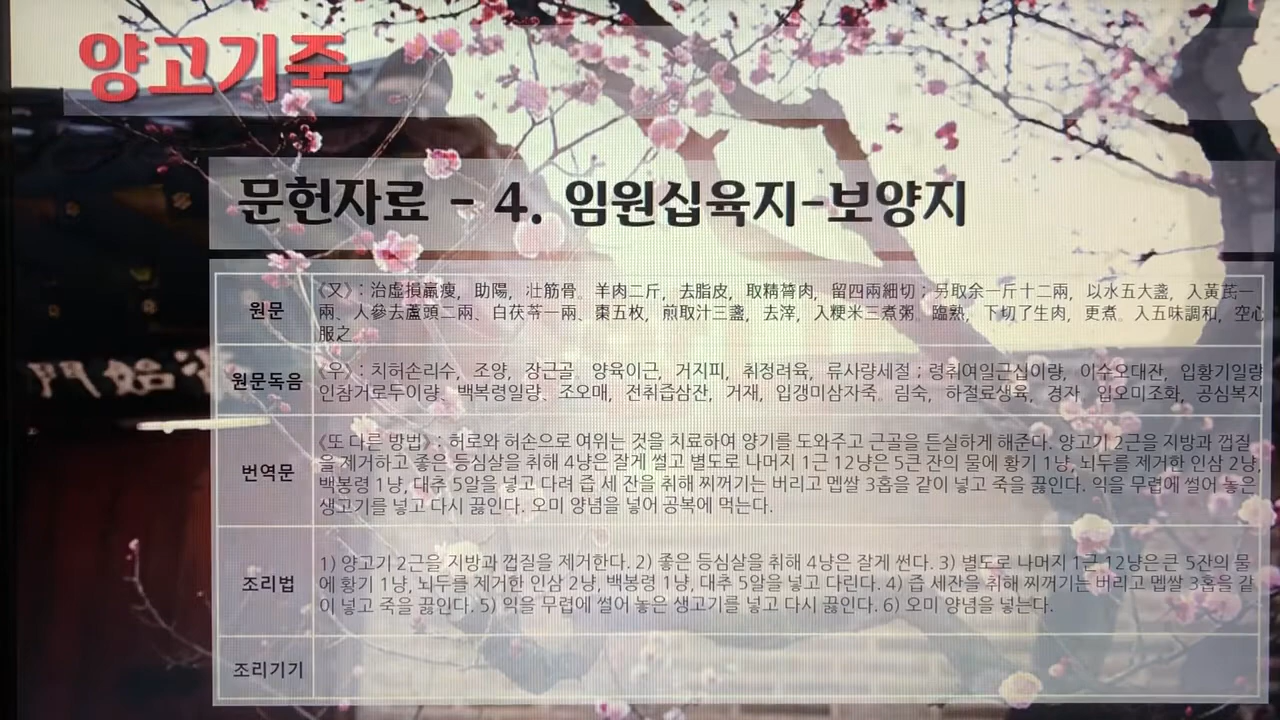 양고기죽
문헌자료 - 4. 임원십육지-보양지
원문
《又》: 治虛損羸瘦, 助陽, 壯筋骨。羊肉二斤, 去脂皮, 取精膂肉, 留四兩細切 ; 另取余一斤十二兩, 以水五大盞, 入黃芪一
兩、人參去蘆頭二兩、白茯苓一兩、棗五枚, 煎取汁三盞, 去滓, 入粳米三煮粥。臨熟, 下切了生肉, 更煮。入五味調和, 空心
服之。
원문독음
《우》: 치허손리수, 조양, 장근골。양육이근, 거지피, 취정려육, 류사량세절 ; 령취여일근십이량, 이수오대잔, 입황기일량
인참거로두이량、백복령일량、조오매, 전취즙삼잔, 거재, 입갱미삼자죽。림숙, 하절료생육, 경자。입오미조화, 공심복지
번역문
《또 다른 방법》: 허로와 허손으로 여위는 것을 치료하여 양기를 도와주고 근골을 튼실하게 해준다. 양고기 2근을 지방과 껍질
을 제거하고 좋은 등심살을 취해 4냥은 잘게 썰고 별도로 나머지 1근 12냥은 5큰 잔의 물에 황기 1냥, 뇌두를 제거한 인삼 2냥,
백봉령 1냥, 대추 5알을 넣고 다려 즙 세 잔을 취해 찌꺼기는 버리고 멥쌀 3홉을 같이 넣고 죽을 끓인다. 익을 무렵에 썰어 놓은
생고기를 넣고 다시 끓인다. 오미 양념을 넣어 공복에 먹는다.
조리법
1) 양고기 2근을 지방과 껍질을 제거한다. 2) 좋은 등심살을 취해 4냥은 잘게 썬다. 3) 별도로 나머지 1근 12냥은 큰 5잔의 물
에 황기 1냥, 뇌두를 제거한 인삼 2냥, 백봉령 1냥, 대추 5알을 넣고 다린다. 4) 즙 세잔을 취해 찌꺼기는 버리고 멥쌀 3홉을 같
이 넣고 죽을 끓인다. 5) 익을 무렵에 썰어 놓은 생고기를 넣고 다시 끓인다. 6) 오미 양념을 넣는다.
조리기기
門始